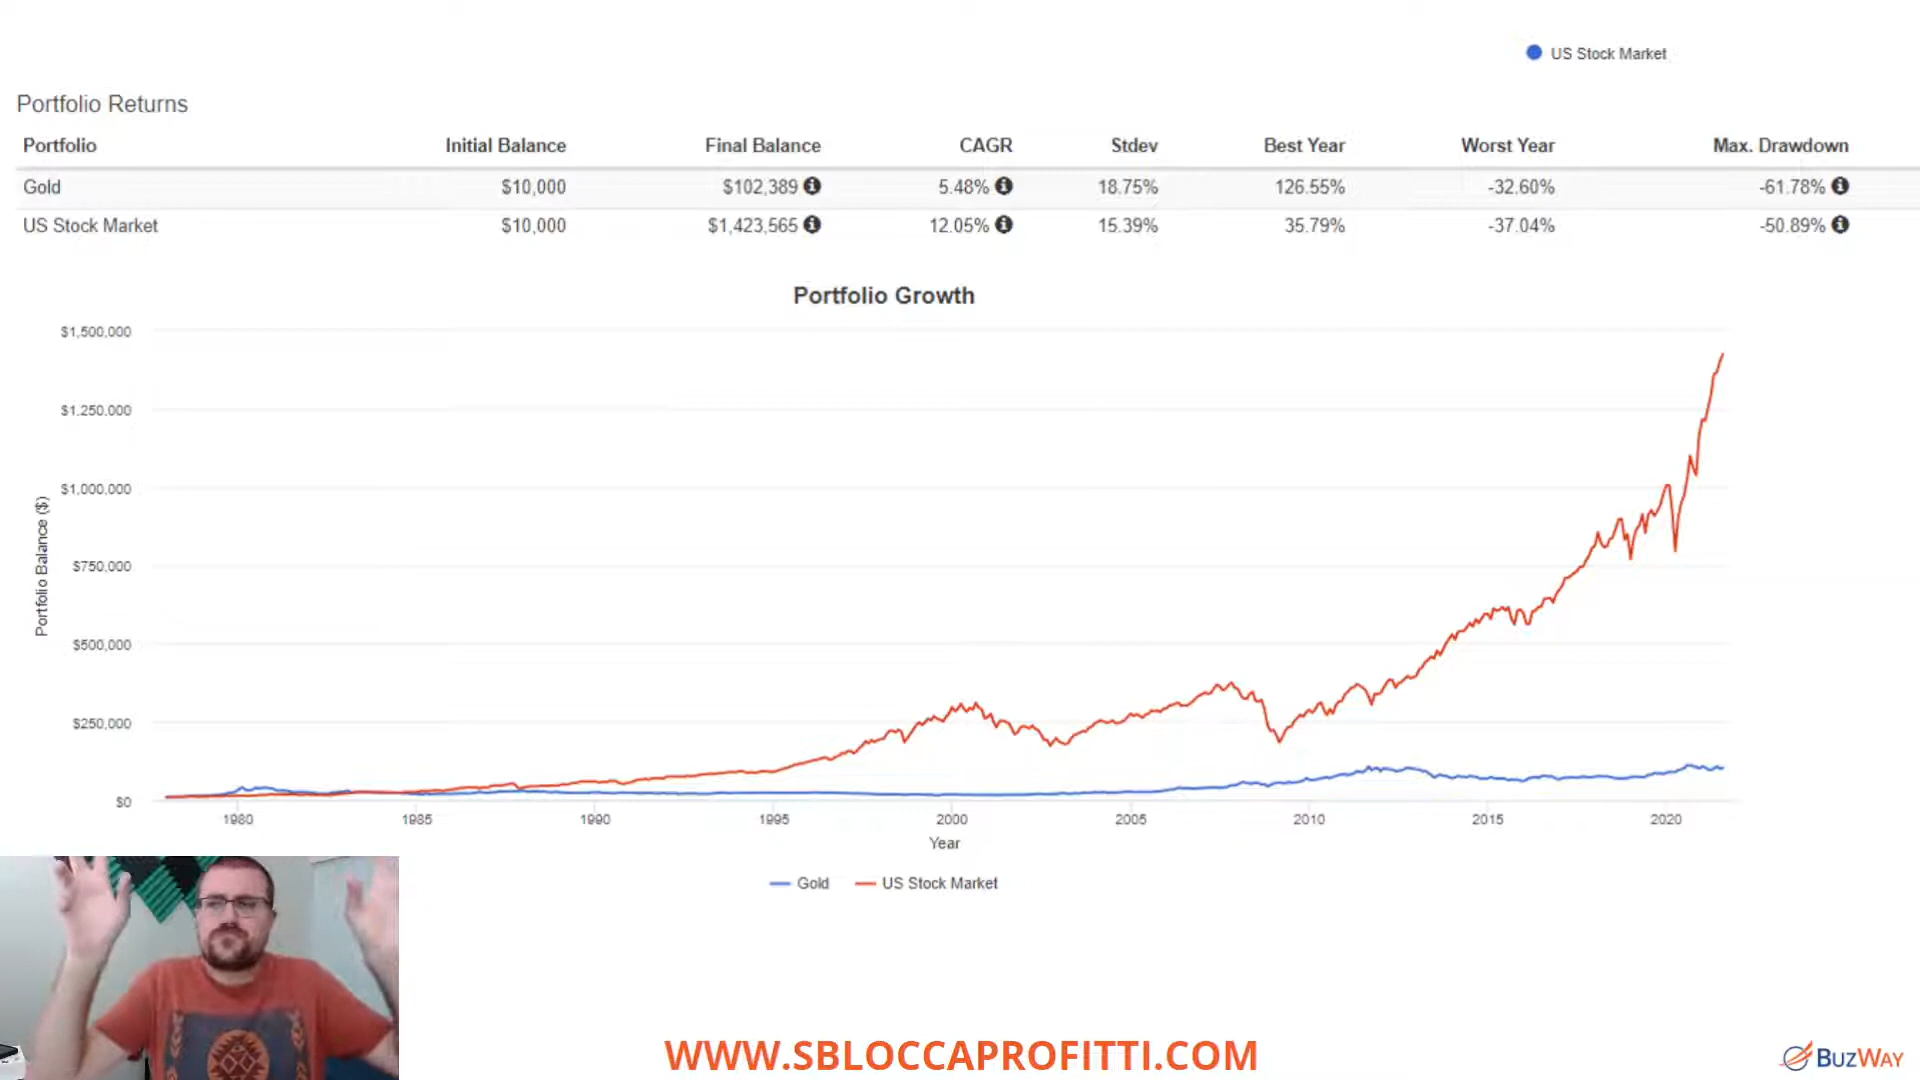 US Stock Market
Portfolio Returns
Portfolio Initial Balance Final Balance CAGR Stdev Best Year Worst Year Max. Drawdown
Gold $10,000 $102,389 5.48% 18.75% 126.55% -32.60% -61.78%
US Stock Market $10,000 $1,423,565 12.05% 15.39% 35.79% -37.04% -50.89%
Portfolio Growth
$1,500,000
$1,250,000
$1,000,000
$750,000
$500,000
$250,000
$0
Portfolio Balance ($)
1980 1985 1990 1995 2000 2005 2010 2015 2020
Year
Gold US Stock Market
WWW.SBLOCCAPROFITTI.COM
BUZWAY